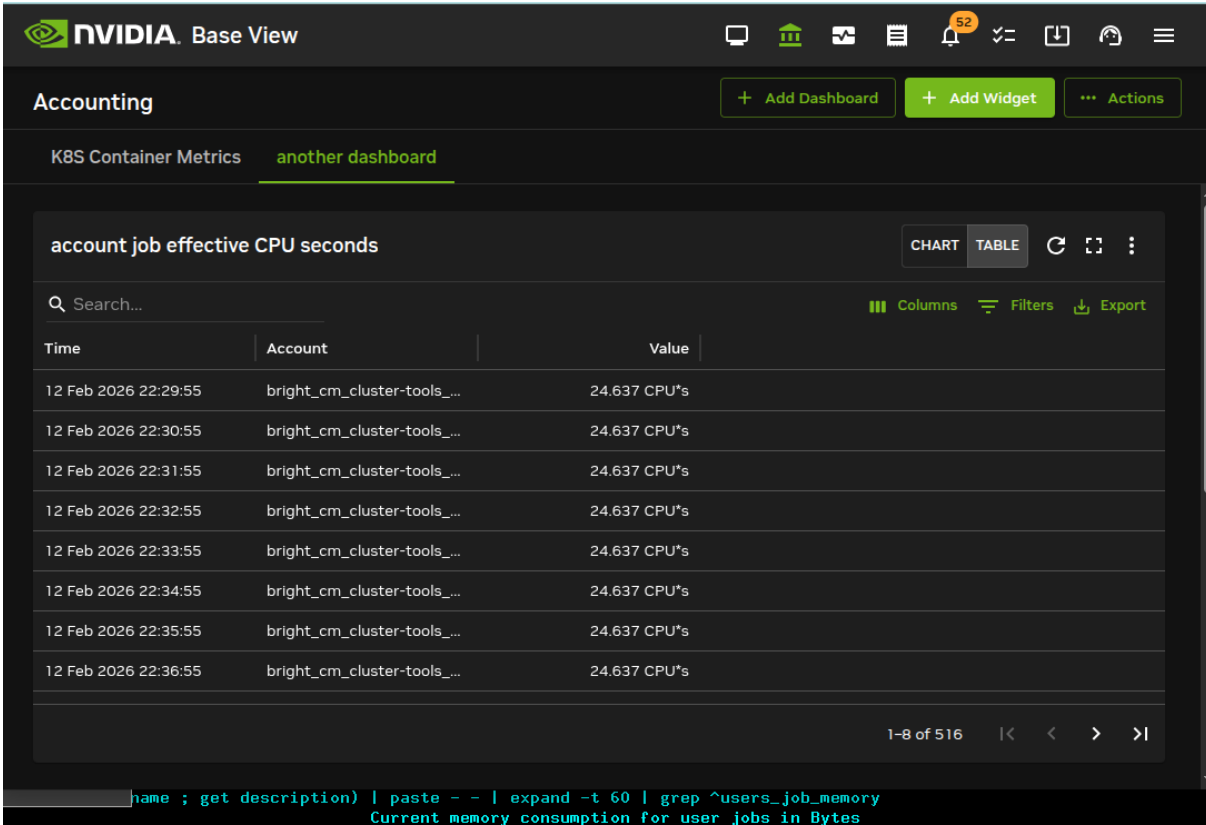 NVIDIA. Base View
52
Accounting
+ Add Dashboard
+ Add Widget
··· Actions
K8S Container Metrics
another dashboard
account job effective CPU seconds
CHART
TABLE
Search...
Columns
Filters
Export
Time Account Value
12 Feb 2026 22:29:55 bright_cm_cluster-tools_... 24.637 CPU*s
12 Feb 2026 22:30:55 bright_cm_cluster-tools_... 24.637 CPU*s
12 Feb 2026 22:31:55 bright_cm_cluster-tools_... 24.637 CPU*s
12 Feb 2026 22:32:55 bright_cm_cluster-tools_... 24.637 CPU*s
12 Feb 2026 22:33:55 bright_cm_cluster-tools_... 24.637 CPU*s
12 Feb 2026 22:34:55 bright_cm_cluster-tools_... 24.637 CPU*s
12 Feb 2026 22:35:55 bright_cm_cluster-tools_... 24.637 CPU*s
12 Feb 2026 22:36:55 bright_cm_cluster-tools_... 24.637 CPU*s
1–8 of 516
name ; get description) | paste - - | expand -t 60 | grep ^users_job_memory
Current memory consumption for user jobs in Bytes